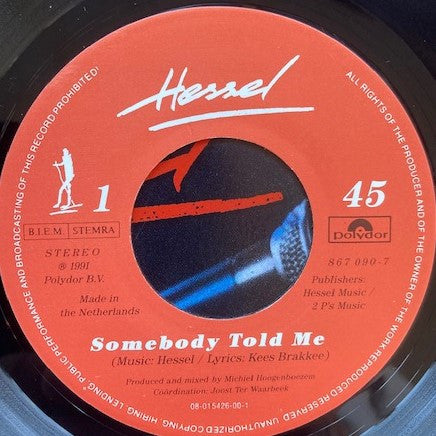 Hessel
1
45
B.I.E.M. STEMRA
STEREO
℗ 1991
Polydor B.V.
Made in
the Netherlands
Polydor
867 090-7
Publishers:
Hessel Music /
2 P's Music
Somebody Told Me
(Music: Hessel / Lyrics: Kees Brakkee)
Produced and mixed by Michiel Hoogenboezem
Coördination: Joost Ter Waarbeek
08-015426-00-1
ALL RIGHTS OF THE PRODUCER AND OF THE OWNER OF THE WORK REPRODUCED RESERVED. UNAUTHORIZED COPYING, HIRING, LENDING, PUBLIC PERFORMANCE AND BROADCASTING OF THIS RECORD PROHIBITED!